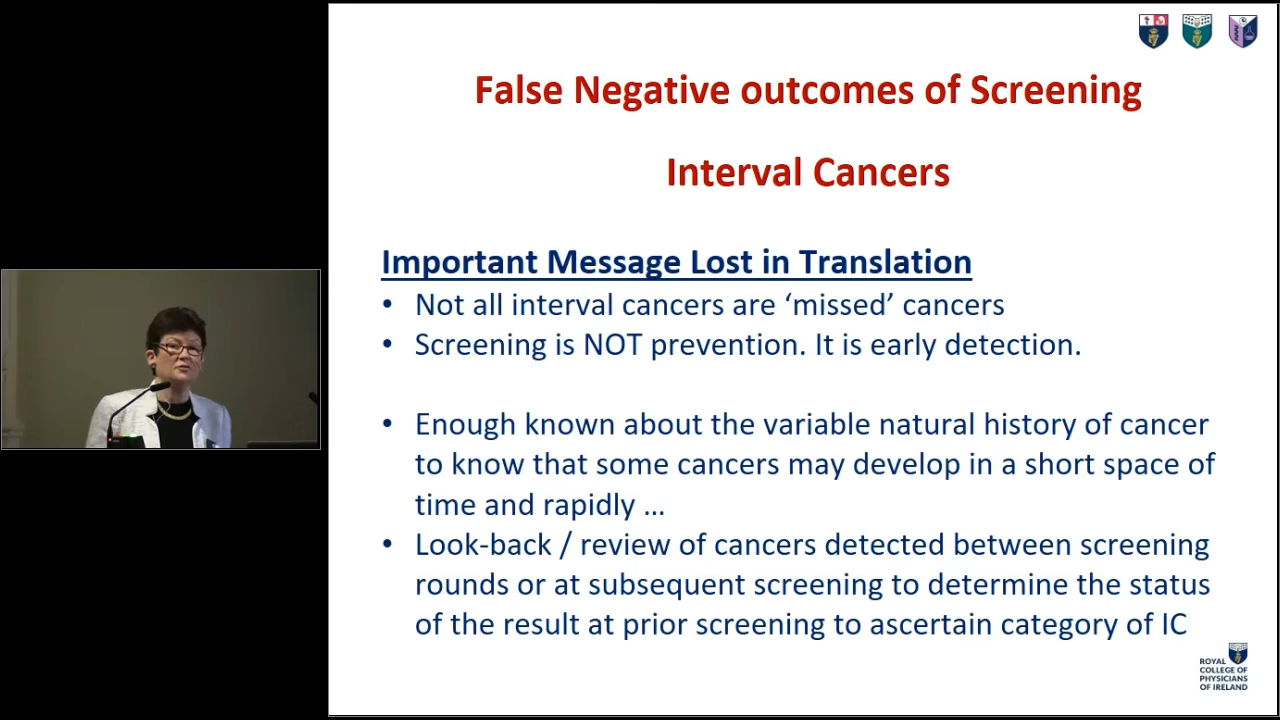 False Negative outcomes of Screening
Interval Cancers
Important Message Lost in Translation
• Not all interval cancers are ‘missed’ cancers
• Screening is NOT prevention. It is early detection.
• Enough known about the variable natural history of cancer
to know that some cancers may develop in a short space of
time and rapidly …
• Look-back / review of cancers detected between screening
rounds or at subsequent screening to determine the status
of the result at prior screening to ascertain category of IC
ROYAL
COLLEGE OF
PHYSICIANS
OF IRELAND